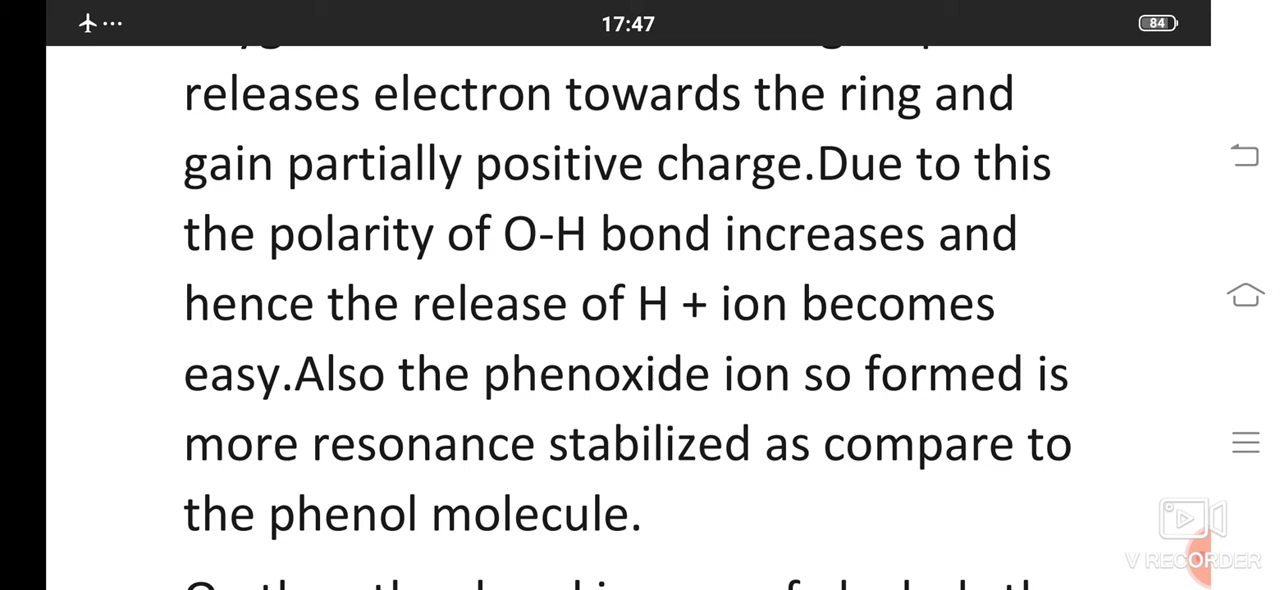 17:47
84
releases electron towards the ring and
gain partially positive charge.Due to this
the polarity of O-H bond increases and
hence the release of H + ion becomes
easy.Also the phenoxide ion so formed is
more resonance stabilized as compare to
the phenol molecule.
V RECORDER